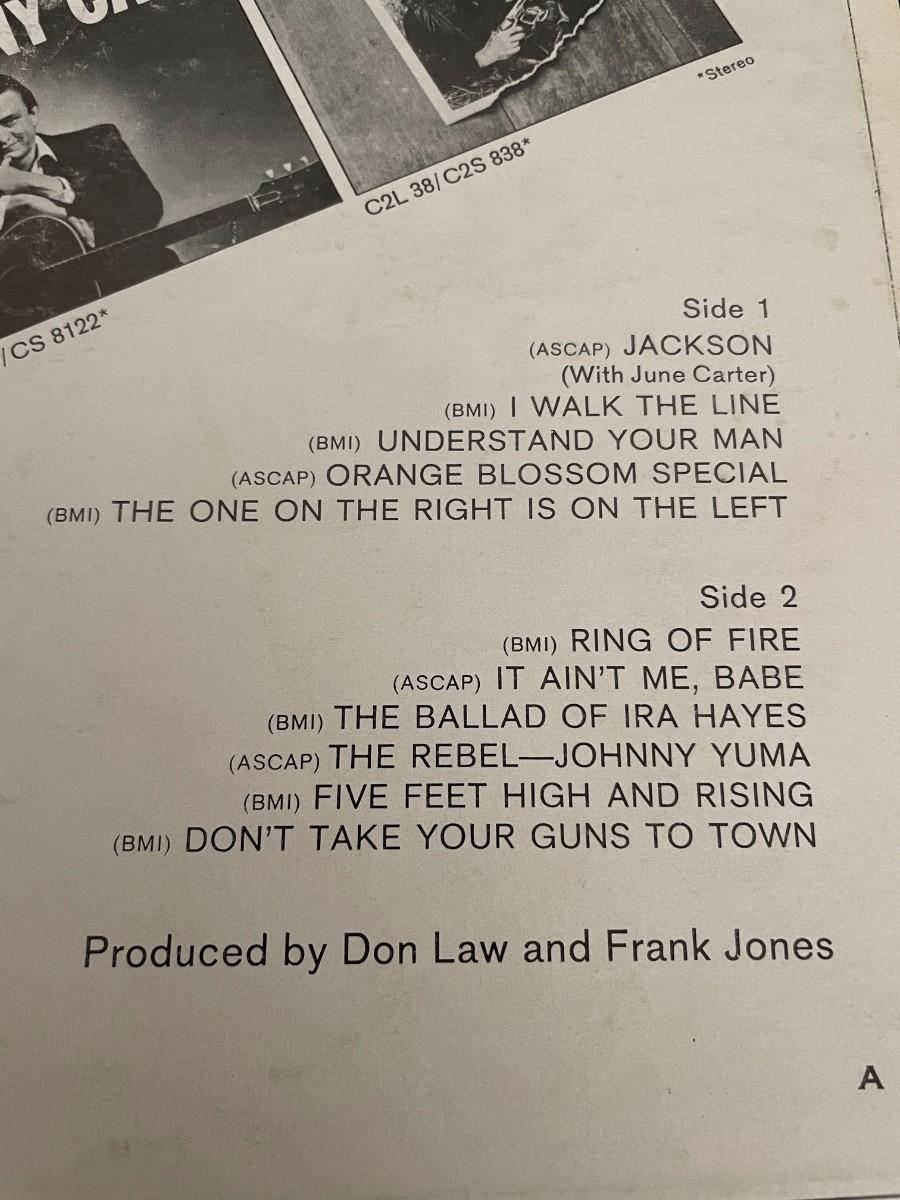 *Stereo
C2L 38/C2S 838*
/CS 8122*
Side 1
(ASCAP) JACKSON
(With June Carter)
(BMI) I WALK THE LINE
(BMI) UNDERSTAND YOUR MAN
(ASCAP) ORANGE BLOSSOM SPECIAL
(BMI) THE ONE ON THE RIGHT IS ON THE LEFT
Side 2
(BMI) RING OF FIRE
(ASCAP) IT AIN'T ME, BABE
(BMI) THE BALLAD OF IRA HAYES
(ASCAP) THE REBEL—JOHNNY YUMA
(BMI) FIVE FEET HIGH AND RISING
(BMI) DON'T TAKE YOUR GUNS TO TOWN
Produced by Don Law and Frank Jones
A